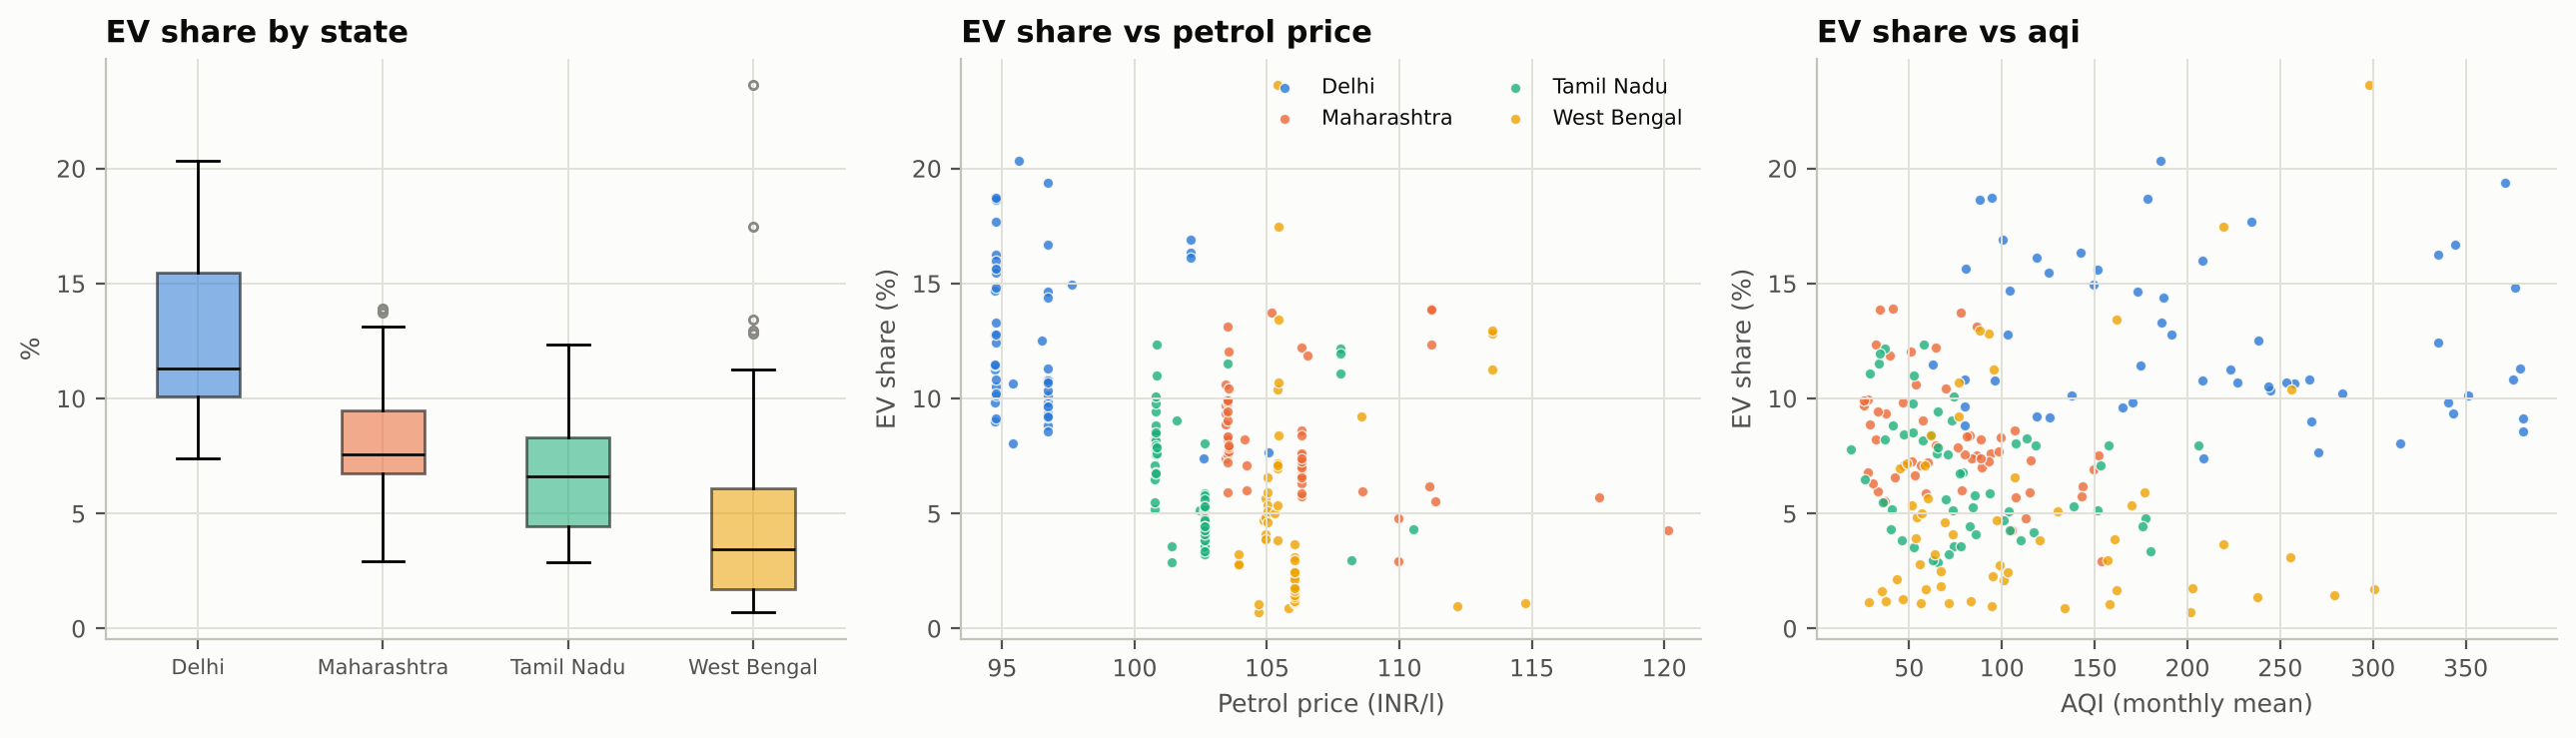 EV share by state
%
20
15
10
5
0
Delhi
Maharashtra
Tamil Nadu
West Bengal
EV share vs petrol price
Delhi
Maharashtra
Tamil Nadu
West Bengal
EV share (%)
20
15
10
5
0
95
100
105
110
115
120
Petrol price (INR/l)
EV share vs aqi
EV share (%)
20
15
10
5
0
50
100
150
200
250
300
350
AQI (monthly mean)